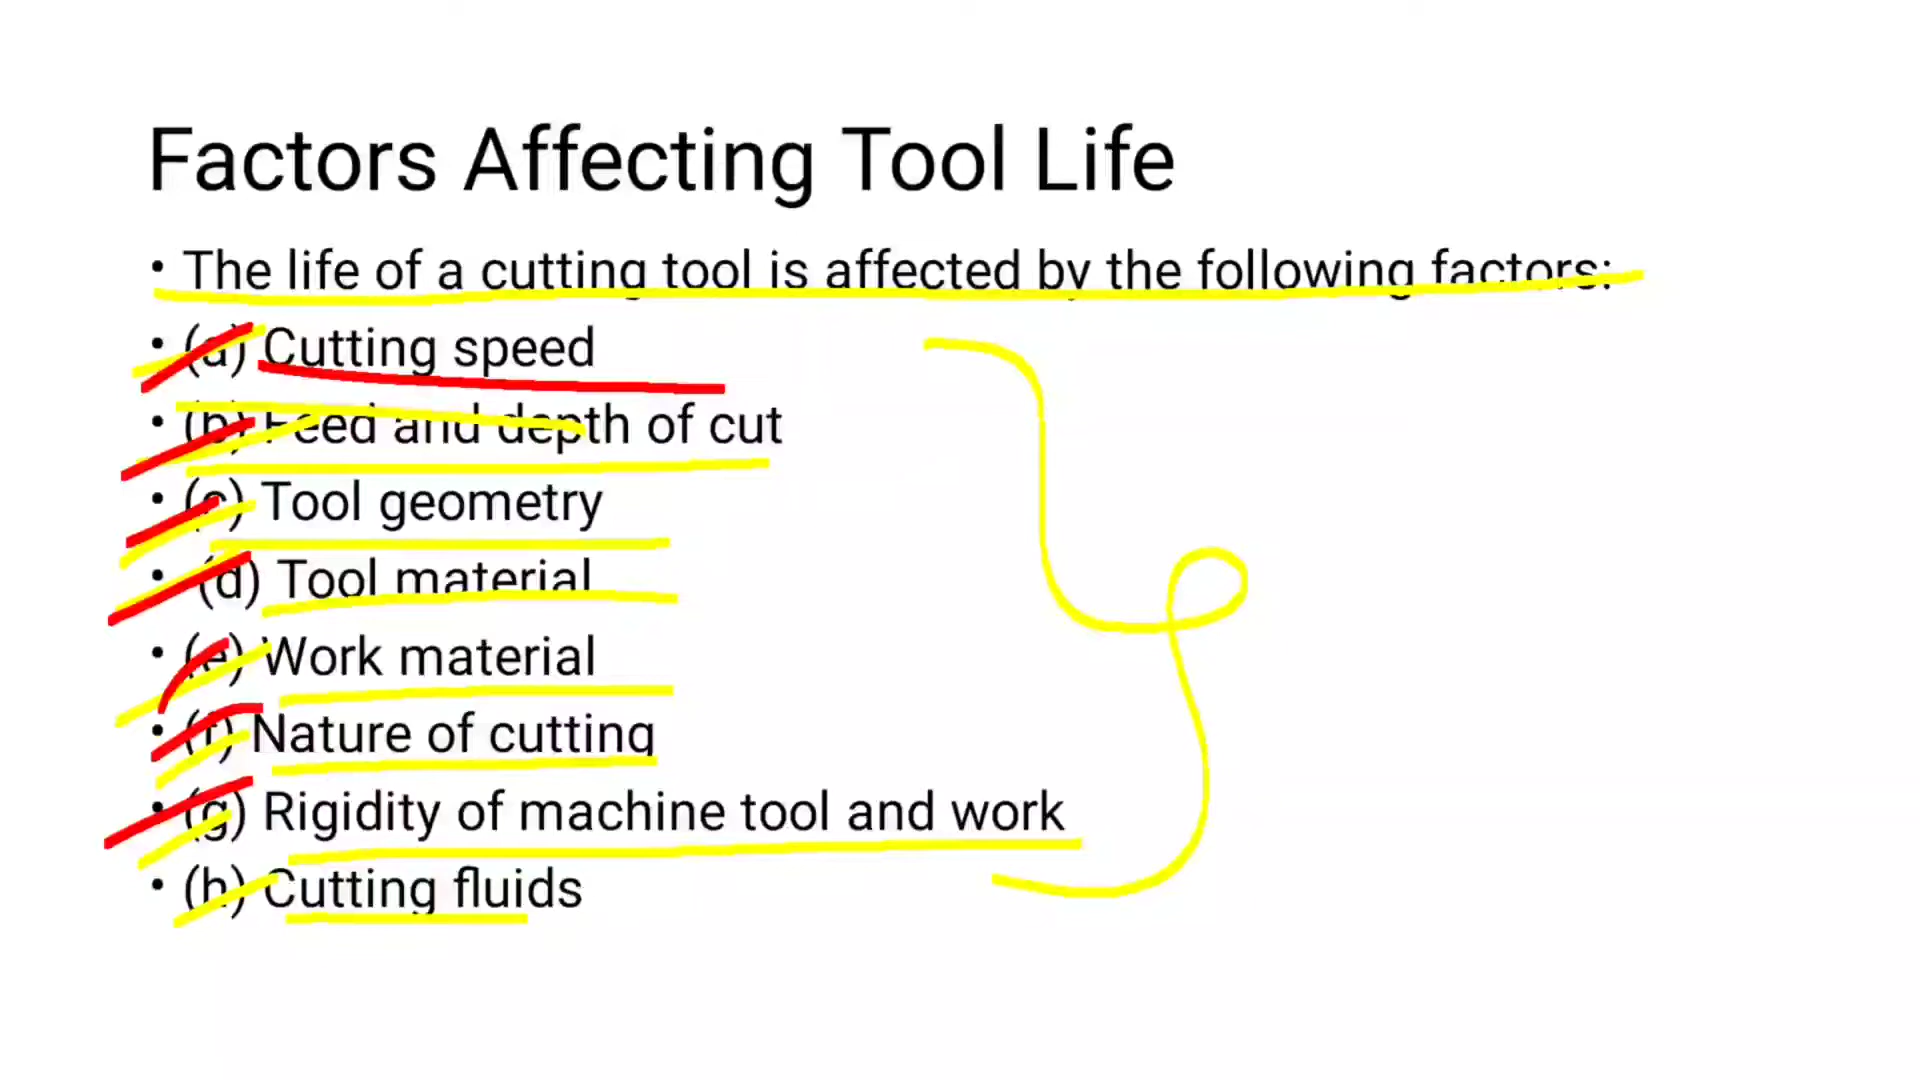 Factors Affecting Tool Life
• The life of a cutting tool is affected by the following factors:
• (a) Cutting speed
• (b) Feed and depth of cut
• (c) Tool geometry
• (d) Tool material
• (e) Work material
• (f) Nature of cutting
• (g) Rigidity of machine tool and work
• (h) Cutting fluids